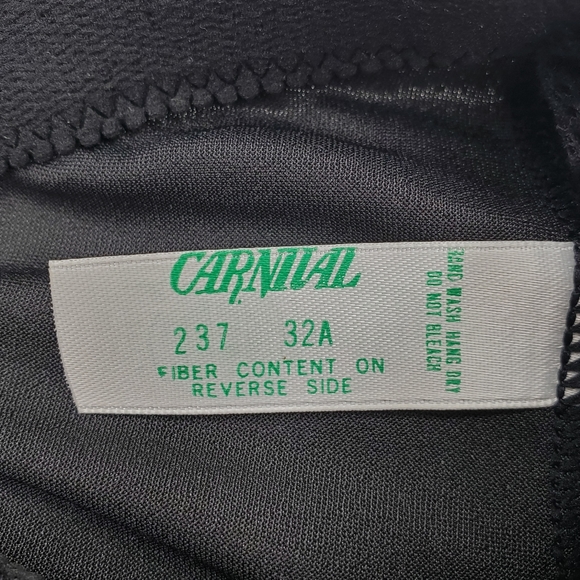 CARNIVAL
237 32A
FIBER CONTENT ON
REVERSE SIDE
HAND WASH HANG DRY
DO NOT BLEACH